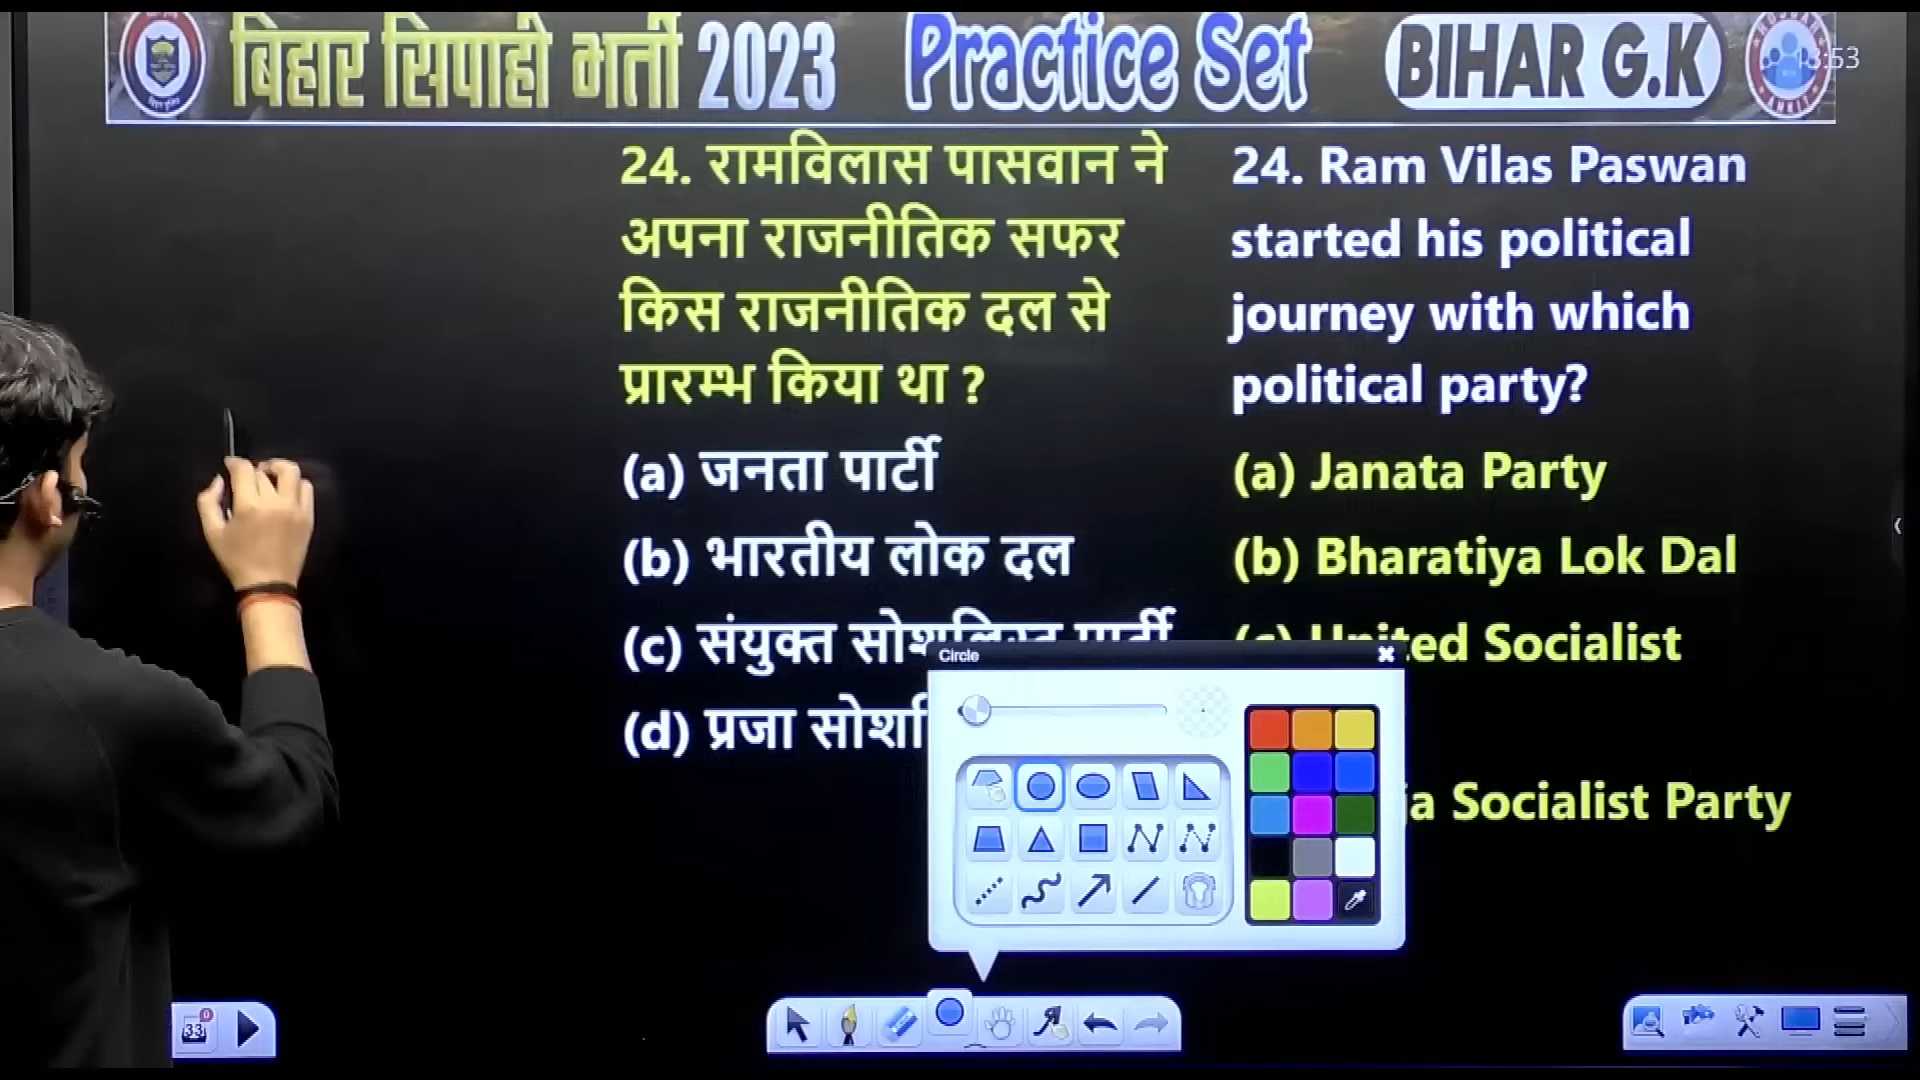 बिहार सिपाही भर्ती 2023 Practice Set BIHAR G.K
24. रामविलास पासवान ने
अपना राजनीतिक सफर
किस राजनीतिक दल से
प्रारम्भ किया था ?
(a) जनता पार्टी
(b) भारतीय लोक दल
(c) संयुक्त
(d) प्रजा
24. Ram Vilas Paswan
started his political
journey with which
political party?
(a) Janata Party
(b) Bharatiya Lok Dal
Socialist
Socialist Party
Circle
33
0